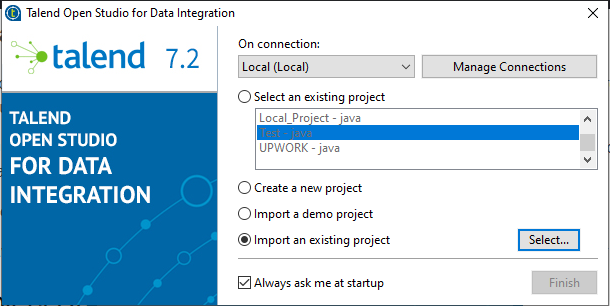 Talend Open Studio for Data Integration
talend 7.2
TALEND
OPEN STUDIO
FOR DATA
INTEGRATION
On connection:
Local (Local)
Manage Connections
Select an existing project
Local_Project - java
Test - java
UPWORK - java
Create a new project
Import a demo project
Import an existing project
Select...
Always ask me at startup
Finish